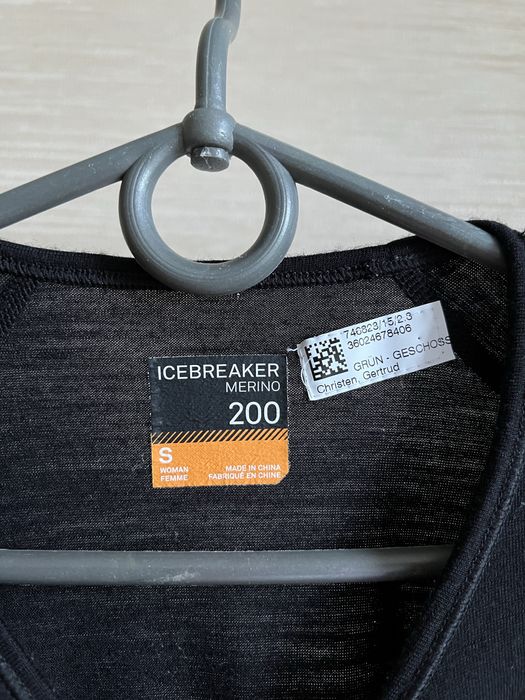 740823/15/2.3
36024678406
GRÜN - GESCHOSS
Christen, Gertrud
ICEBREAKER
MERINO
200
S
WOMAN
FEMME
MADE IN CHINA
FABRIQUÉ EN CHINE